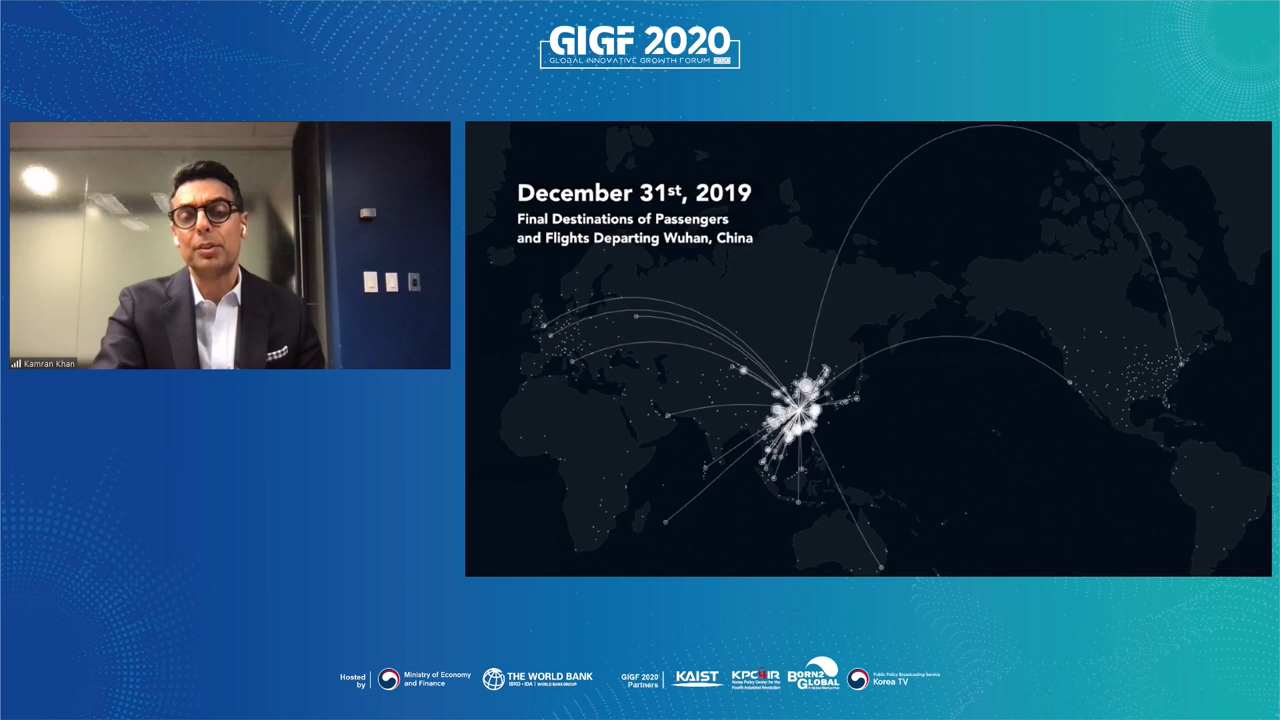 GIGF 2020
GLOBAL INNOVATIVE GROWTH FORUM 2020
December 31st, 2019
Final Destinations of Passengers
and Flights Departing Wuhan, China
Kamran Khan
Hosted
by
Ministry of Economy
and Finance
THE WORLD BANK
IBRD • IDA | WORLD BANK GROUP
GIGF 2020
Partners
KAIST
KPC4IR
Korea Policy Center for the
Fourth Industrial Revolution
BORN2
GLOBAL
Public Policy Broadcasting Service
Korea TV